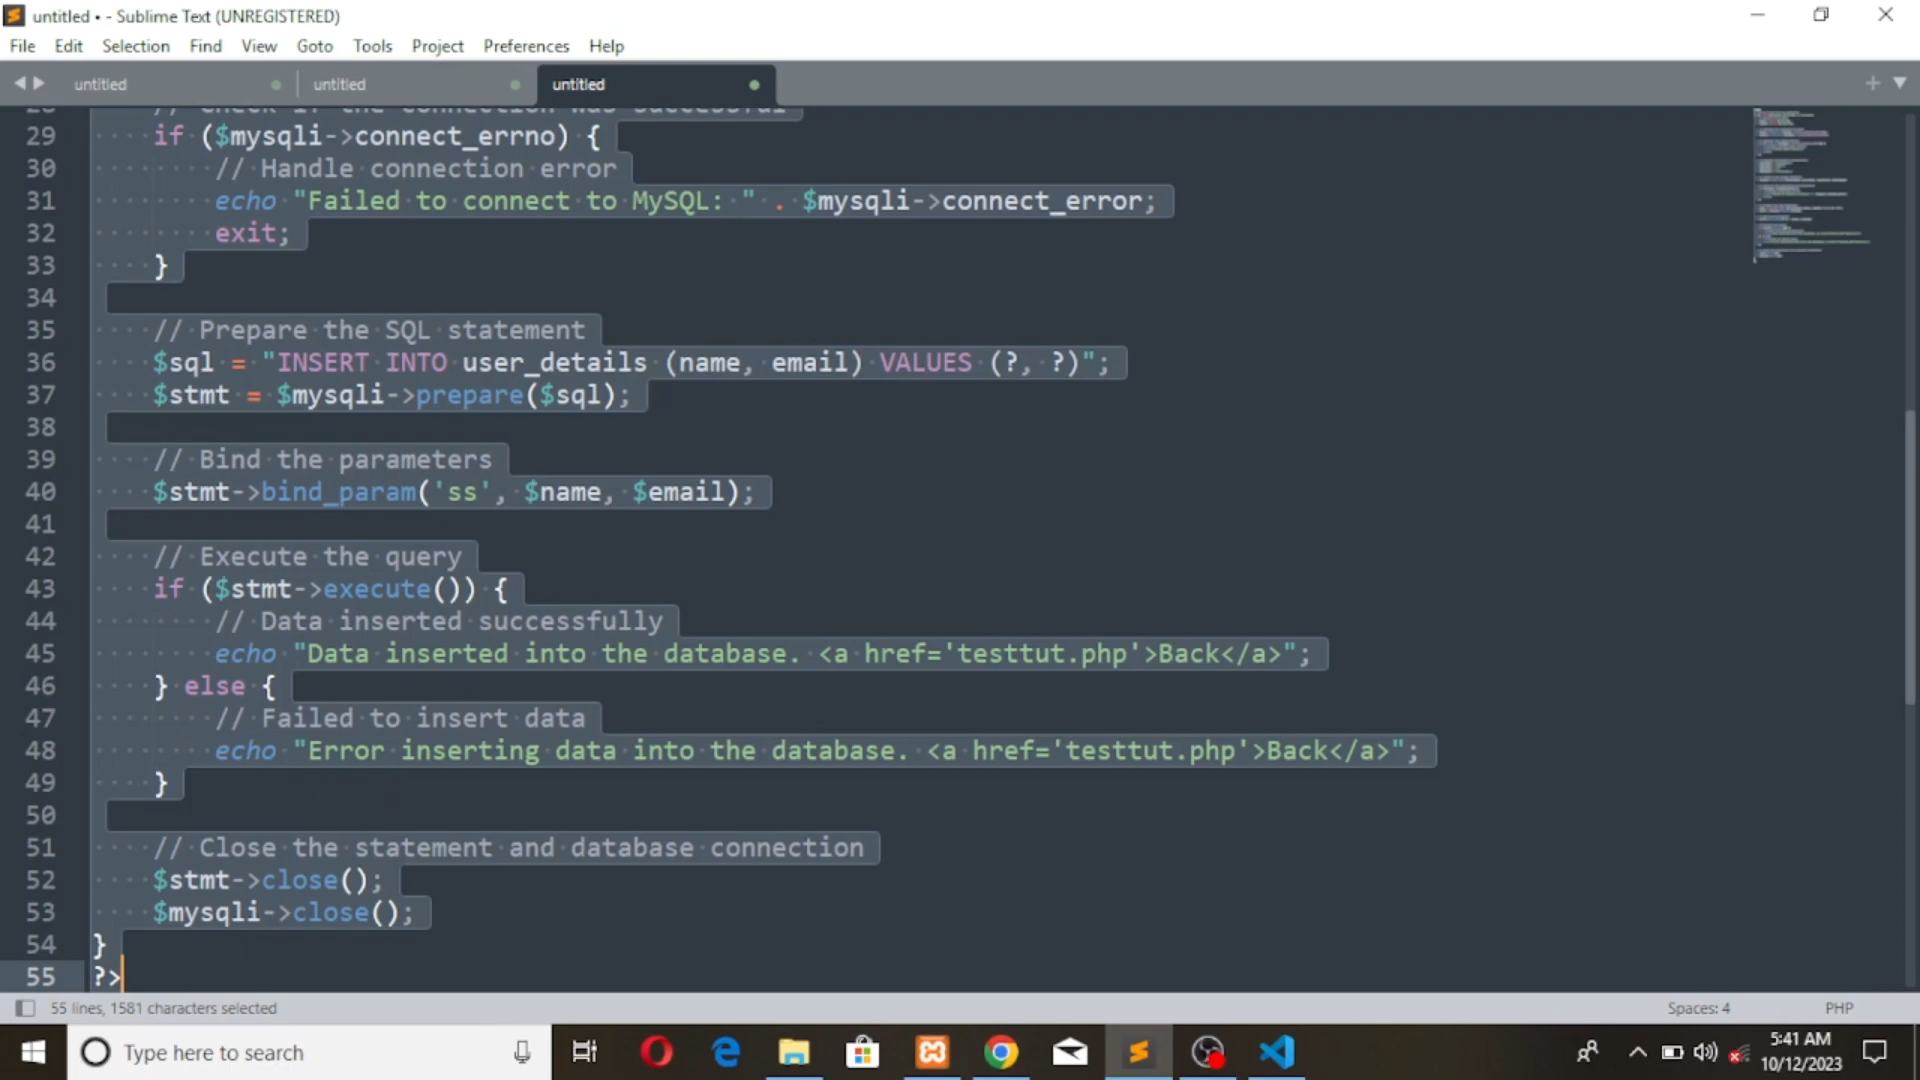 untitled • - Sublime Text (UNREGISTERED)
File Edit Selection Find View Goto Tools Project Preferences Help
untitled untitled untitled
28 // Check if the connection was successful
29 if ($mysqli->connect_errno) {
30 // Handle connection error
31 echo "Failed to connect to MySQL: " . $mysqli->connect_error;
32 exit;
33 }
34
35 // Prepare the SQL statement
36 $sql = "INSERT INTO user_details (name, email) VALUES (?, ?)";
37 $stmt = $mysqli->prepare($sql);
38
39 // Bind the parameters
40 $stmt->bind_param('ss', $name, $email);
41
42 // Execute the query
43 if ($stmt->execute()) {
44 // Data inserted successfully
45 echo "Data inserted into the database. <a href='testtut.php'>Back</a>";
46 } else {
47 // Failed to insert data
48 echo "Error inserting data into the database. <a href='testtut.php'>Back</a>";
49 }
50
51 // Close the statement and database connection
52 $stmt->close();
53 $mysqli->close();
54 }
55 ?>
55 lines, 1581 characters selected Spaces: 4 PHP
Type here to search
5:41 AM
10/12/2023